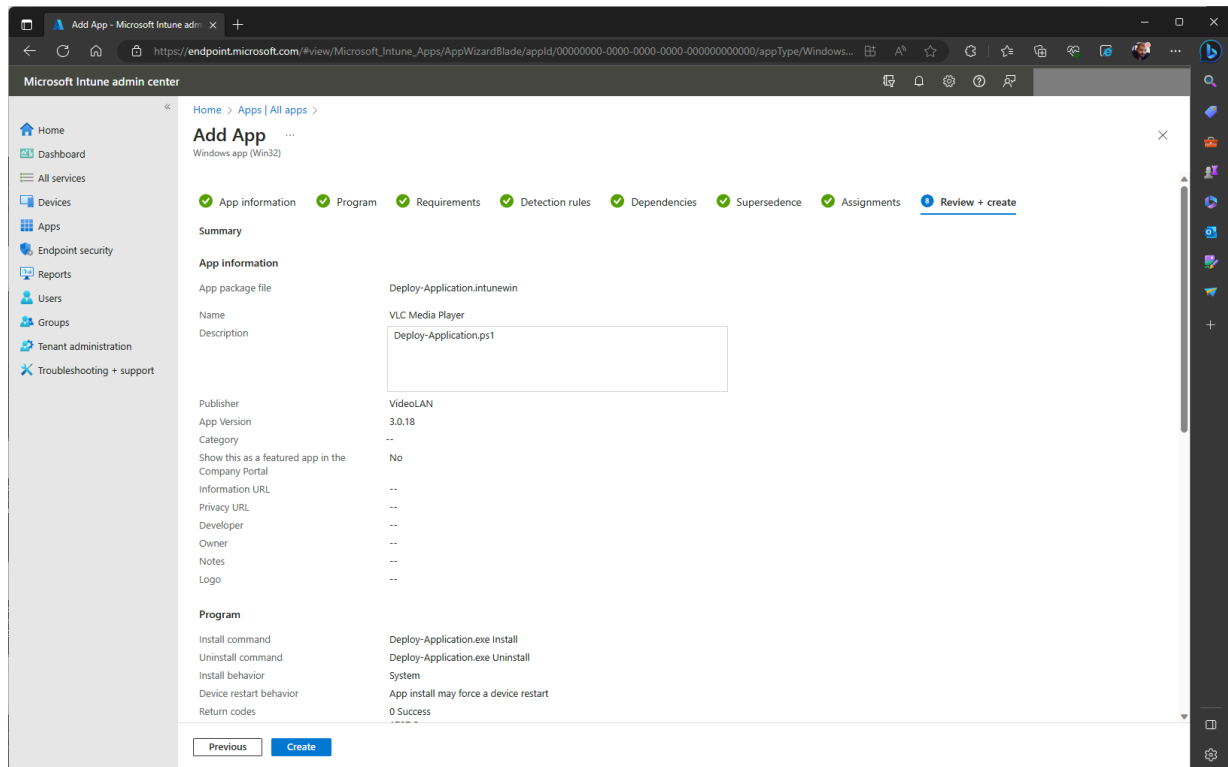 Add App - Microsoft Intune adm
https://endpoint.microsoft.com/#view/Microsoft_Intune_Apps/AppWizardBlade/appId/00000000-0000-0000-0000-000000000000/appType/Windows...
Microsoft Intune admin center
Home
Dashboard
All services
Devices
Apps
Endpoint security
Reports
Users
Groups
Tenant administration
Troubleshooting + support
Home > Apps | All apps >
Add App ...
Windows app (Win32)
App information Program Requirements Detection rules Dependencies Supersedence Assignments 8 Review + create
Summary
App information
App package file Deploy-Application.intunewin
Name VLC Media Player
Description Deploy-Application.ps1
Publisher VideoLAN
App Version 3.0.18
Category --
Show this as a featured app in the No
Company Portal
Information URL --
Privacy URL --
Developer --
Owner --
Notes --
Logo --
Program
Install command Deploy-Application.exe Install
Uninstall command Deploy-Application.exe Uninstall
Install behavior System
Device restart behavior App install may force a device restart
Return codes 0 Success
Previous Create